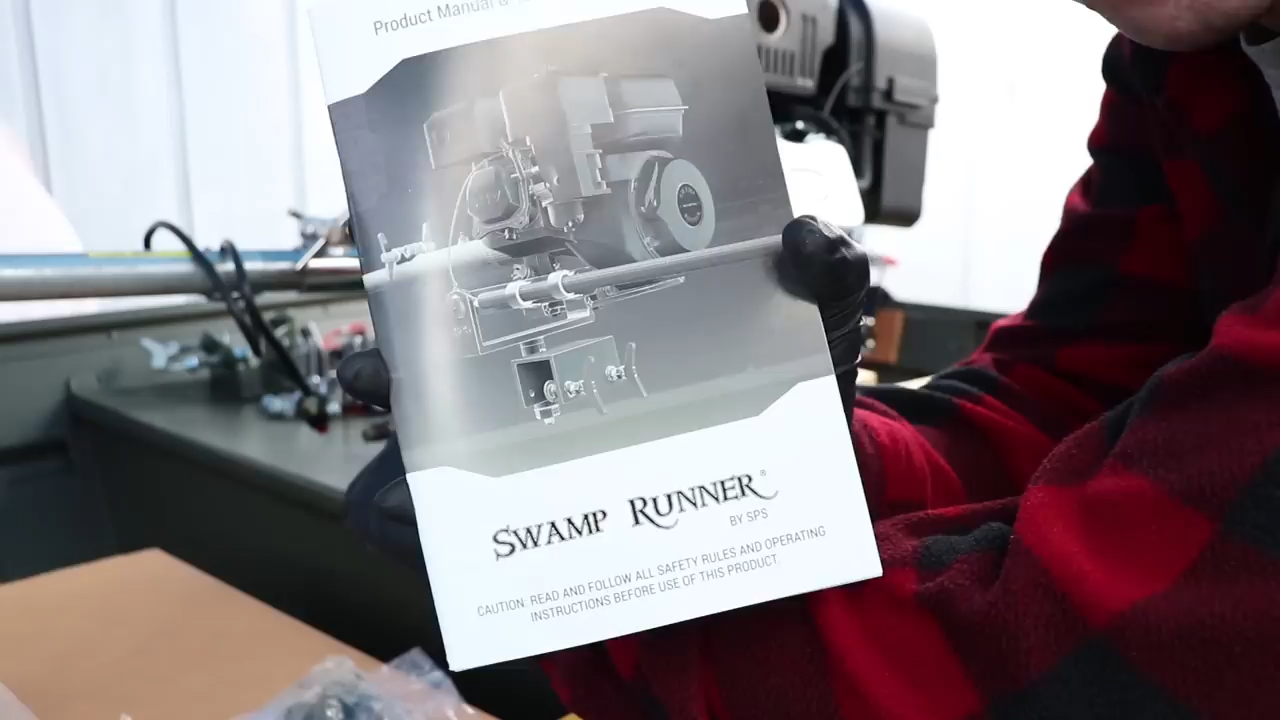 Product Manual &
SWAMP RUNNER®
BY SPS
CAUTION: READ AND FOLLOW ALL SAFETY RULES AND OPERATING
INSTRUCTIONS BEFORE USE OF THIS PRODUCT